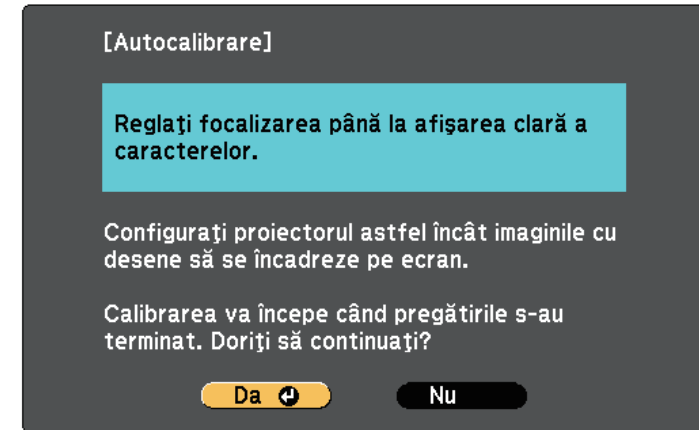 [Autocalibrare]
Reglaţi focalizarea până la afişarea clară a
caracterelor.
Configuraţi proiectorul astfel încât imaginile cu
desene să se încadreze pe ecran.
Calibrarea va începe când pregătirile s-au
terminat. Doriţi să continuaţi?
Da
Nu